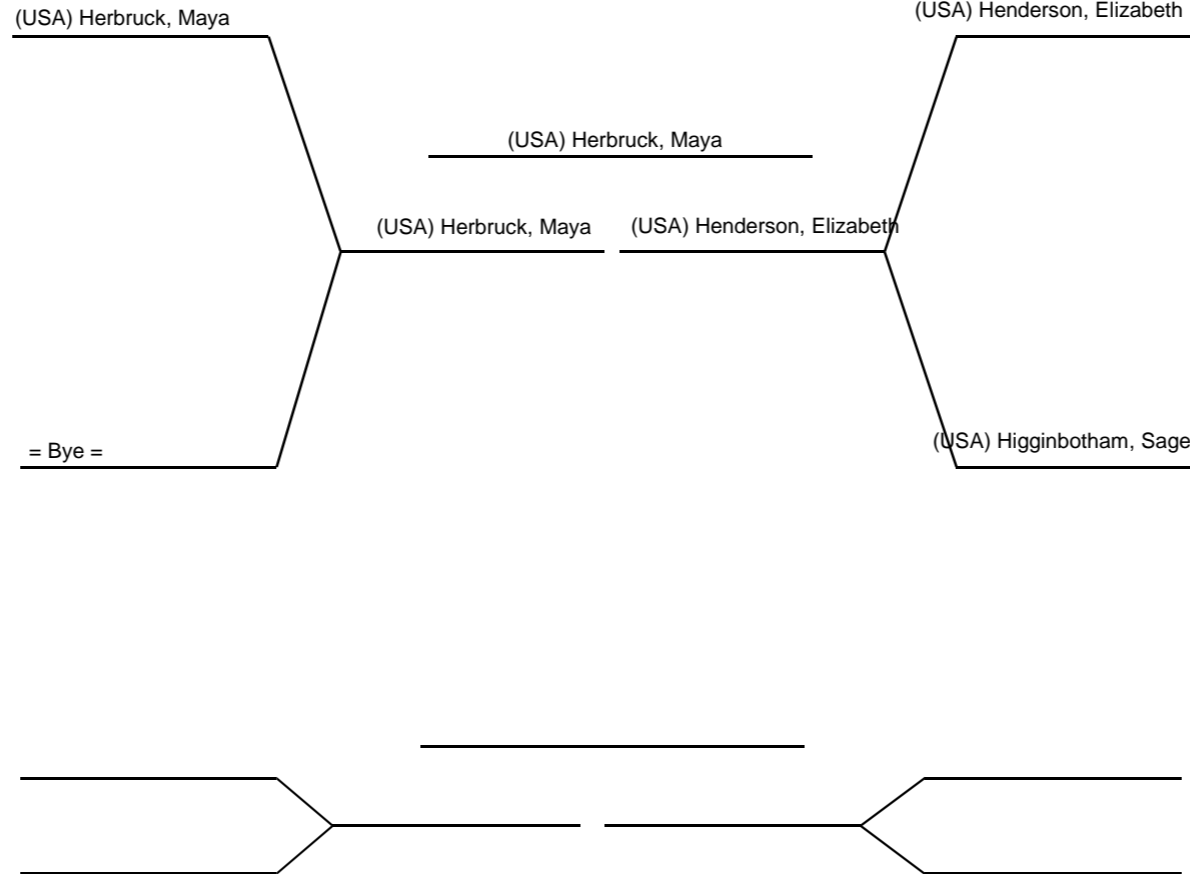 (USA) Herbruck, Maya
(USA) Henderson, Elizabeth
(USA) Herbruck, Maya
(USA) Herbruck, Maya
(USA) Henderson, Elizabeth
= Bye =
(USA) Higginbotham, Sage